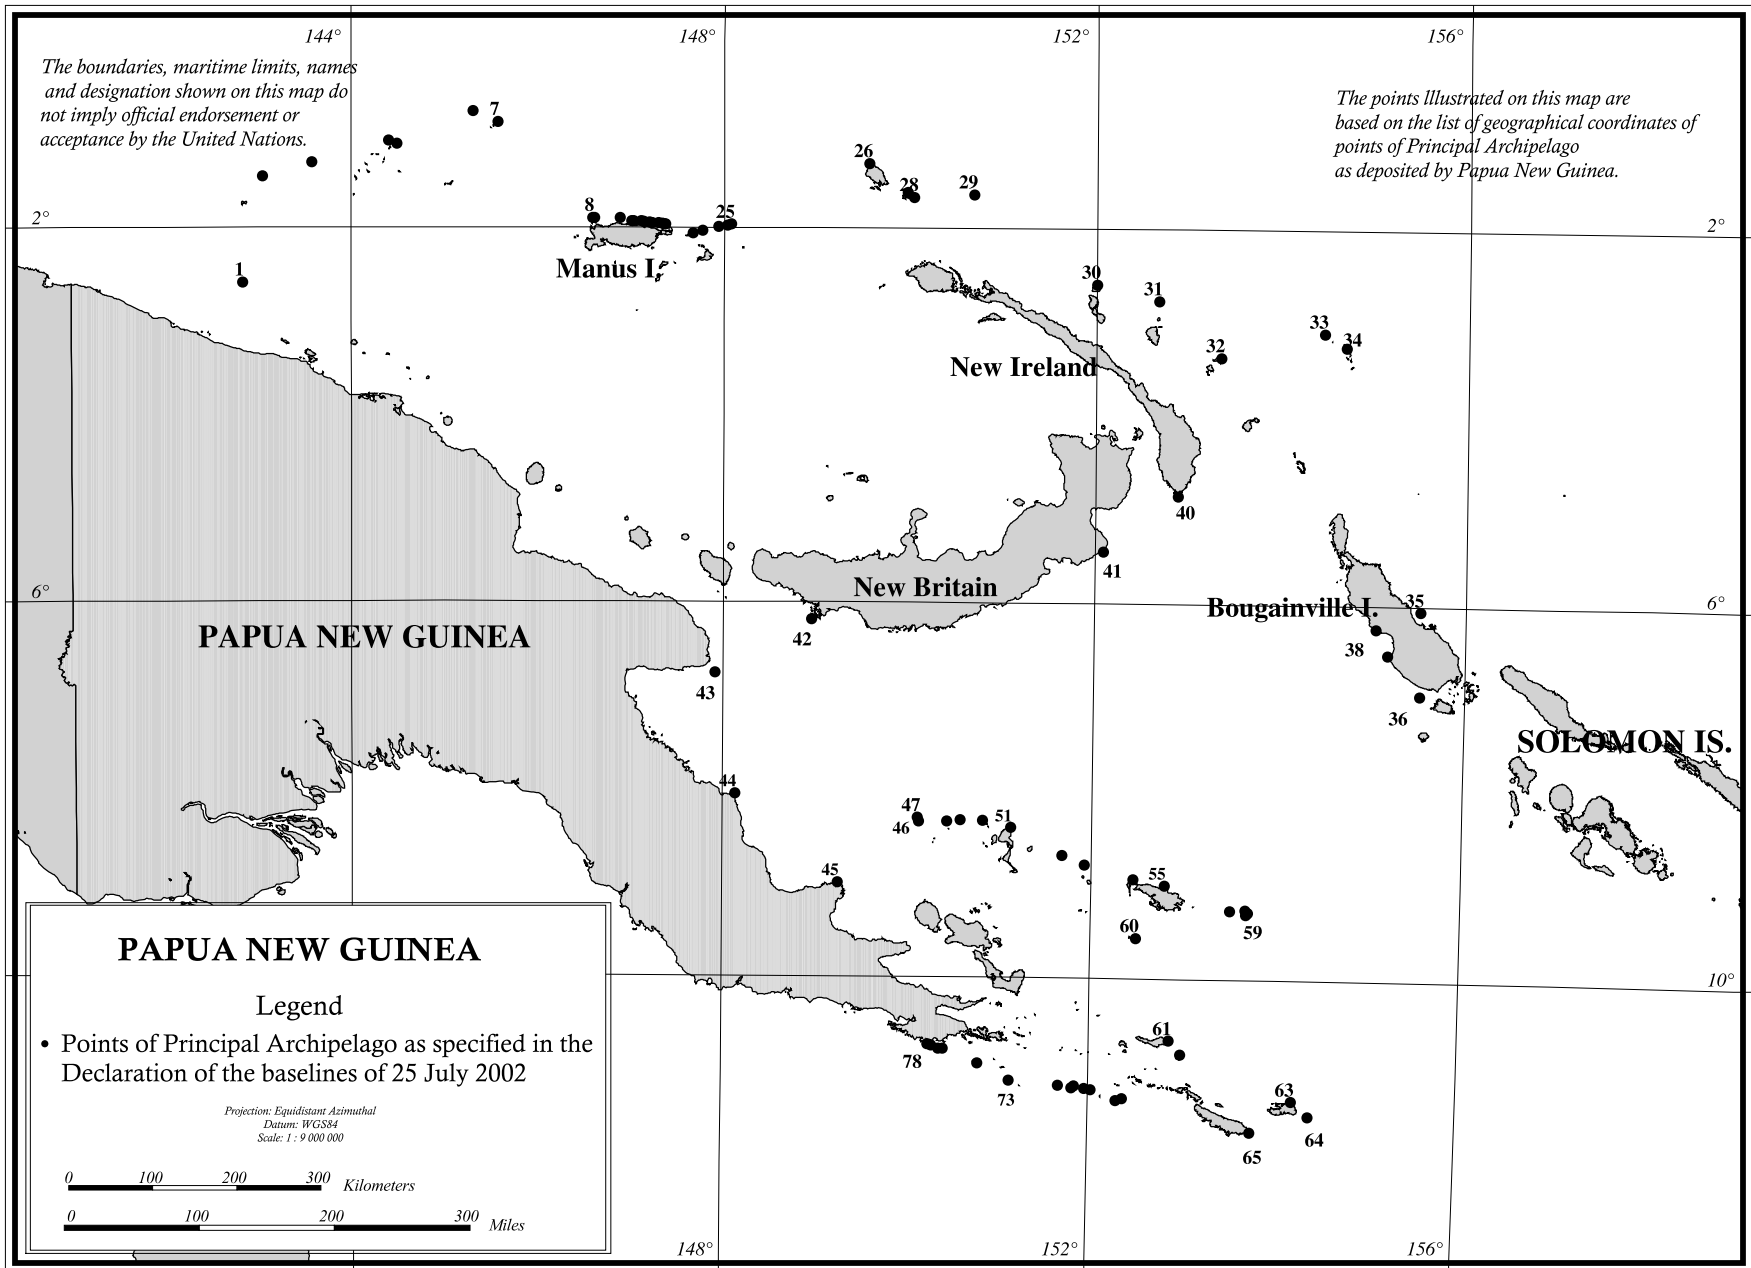 144°
148°
152°
156°
The boundaries, maritime limits, names
and designation shown on this map do
not imply official endorsement or
acceptance by the United Nations.
The points lllustrated on this map are
based on the list of geographical coordinates of
points of Principal Archipelago
as deposited by Papua New Guinea.
7
26
28
29
8
25
2°
2°
1
Manus I.
30
31
32
33
34
New Ireland
40
41
6°
6°
New Britain
Bougainville I.
35
42
PAPUA NEW GUINEA
38
43
36
SOLOMON IS.
44
47
46
51
45
55
60
59
10°
PAPUA NEW GUINEA
Legend
• Points of Principal Archipelago as specified in the
Declaration of the baselines of 25 July 2002
Projection: Equidistant Azimuthal
Datum: WGS84
Scale: 1 : 9 000 000
0 100 200 300 Kilometers
0 100 200 300 Miles
61
78
73
63
64
65
148°
152°
156°